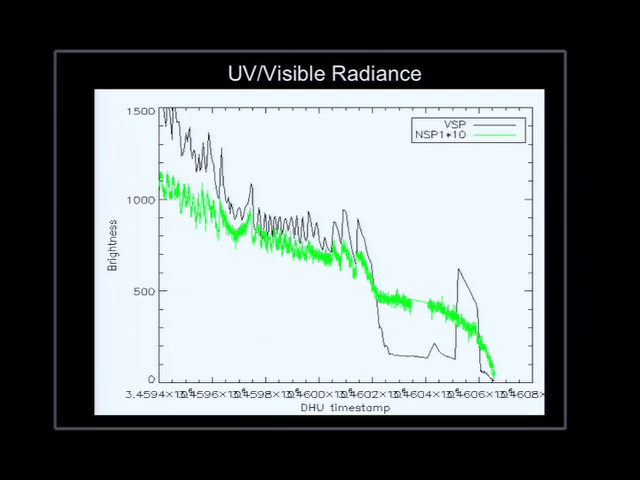 UV/Visible Radiance
1500
VSP
NSP1*10
1000
Brightness
500
0
DHU timestamp